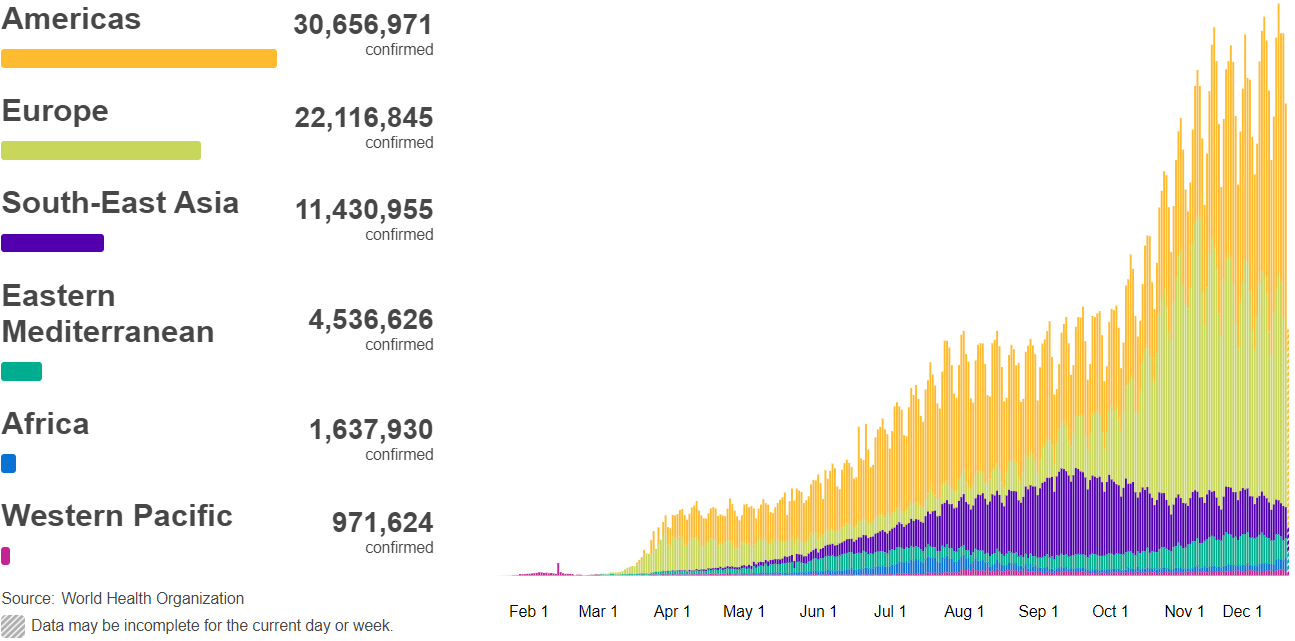 Americas
30,656,971
confirmed
Europe
22,116,845
confirmed
South-East Asia
11,430,955
confirmed
Eastern
Mediterranean
4,536,626
confirmed
Africa
1,637,930
confirmed
Western Pacific
971,624
confirmed
Source: World Health Organization
Data may be incomplete for the current day or week.
Feb 1 Mar 1 Apr 1 May 1 Jun 1 Jul 1 Aug 1 Sep 1 Oct 1 Nov 1 Dec 1